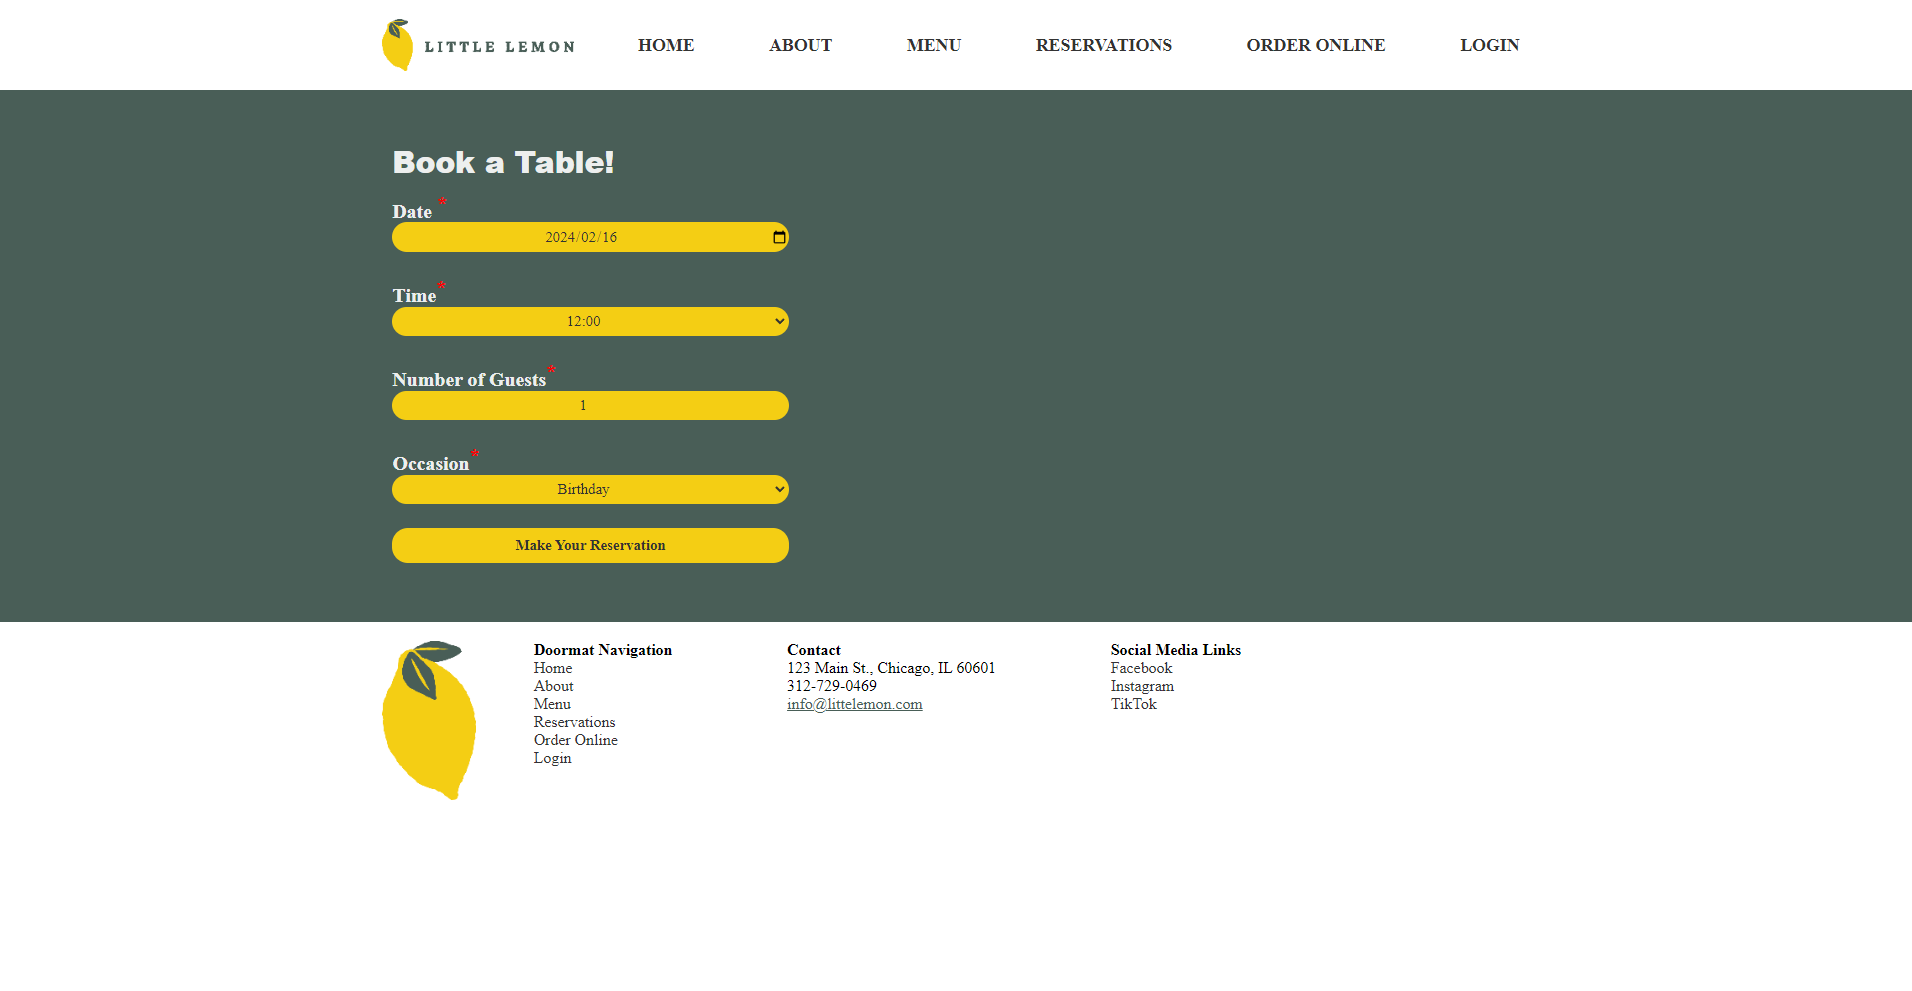 LITTLE LEMON
HOME
ABOUT
MENU
RESERVATIONS
ORDER ONLINE
LOGIN
Book a Table!
Date *
2024/02/16
Time*
12:00
Number of Guests*
1
Occasion*
Birthday
Make Your Reservation
Doormat Navigation
Home
About
Menu
Reservations
Order Online
Login
Contact
123 Main St., Chicago, IL 60601
312-729-0469
info@littelemon.com
Social Media Links
Facebook
Instagram
TikTok